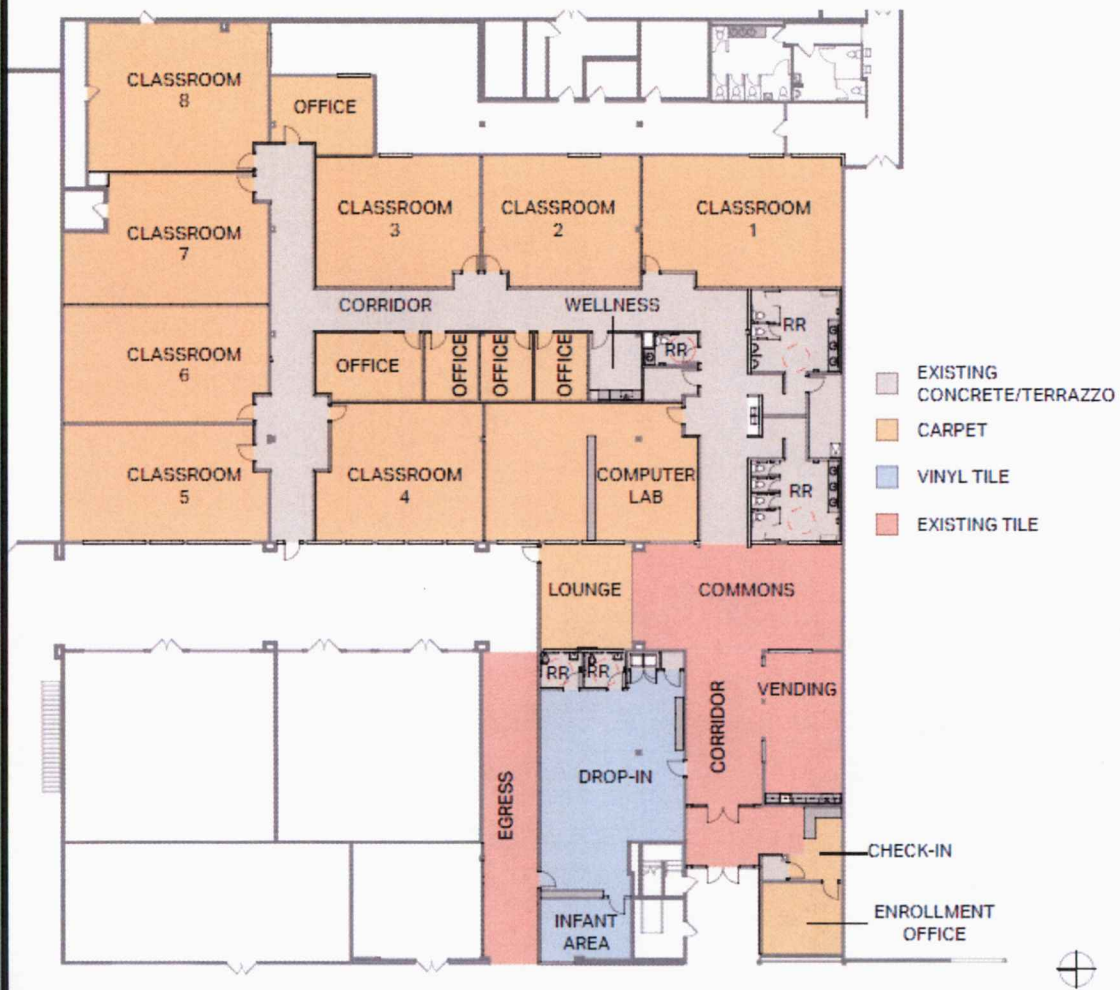 CLASSROOM
8
OFFICE
CLASSROOM
3
CLASSROOM
2
CLASSROOM
1
CLASSROOM
7
CORRIDOR
WELLNESS
RR
CLASSROOM
6
OFFICE
OFFICE
OFFICE
OFFICE
RR
EXISTING
CONCRETE/TERRAZZO
CARPET
VINYL TILE
EXISTING TILE
CLASSROOM
5
CLASSROOM
4
COMPUTER
LAB
RR
LOUNGE
COMMONS
RR
RR
VENDING
CORRIDOR
DROP-IN
EGRESS
CHECK-IN
INFANT
AREA
ENROLLMENT
OFFICE